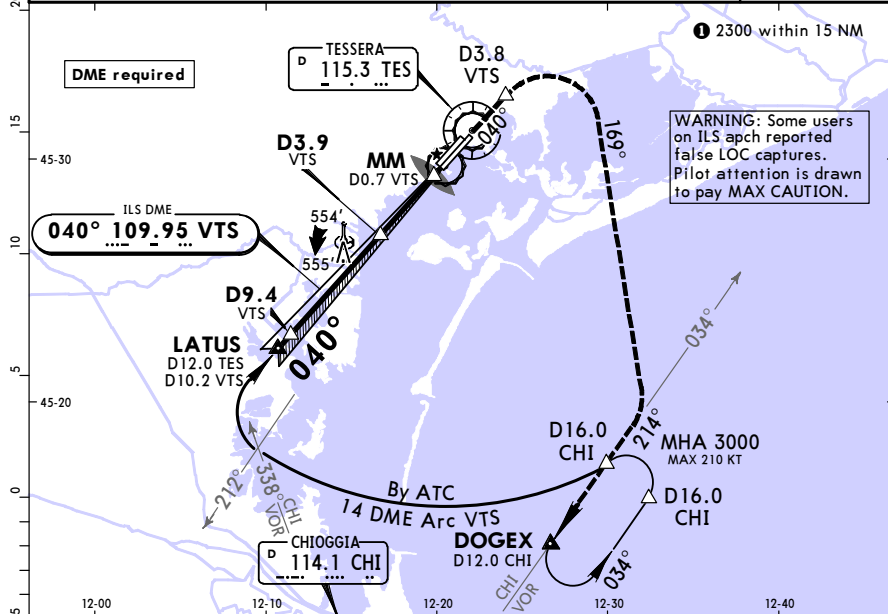 ❶ 2300 within 15 NM
DME required
TESSERA
D 115.3 TES
D3.8
VTS
040°
169°
WARNING: Some users
on ILS apch reported
false LOC captures.
Pilot attention is drawn
to pay MAX CAUTION.
D3.9
VTS
MM
D0.7 VTS
ILS DME
040° 109.95 VTS
554'
555'
D9.4
VTS
LATUS
D12.0 TES
D10.2 VTS
040°
034°
214°
MHA 3000
MAX 210 KT
D16.0
CHI
D16.0
CHI
By ATC
14 DME Arc VTS
212°
338°
CHI
VOR
DOGEX
D12.0 CHI
034°
CHI
VOR
CHIOGGIA
D 114.1 CHI
15
10
5
0
5
45-30
45-20
12-00
12-10
12-20
12-30
12-40